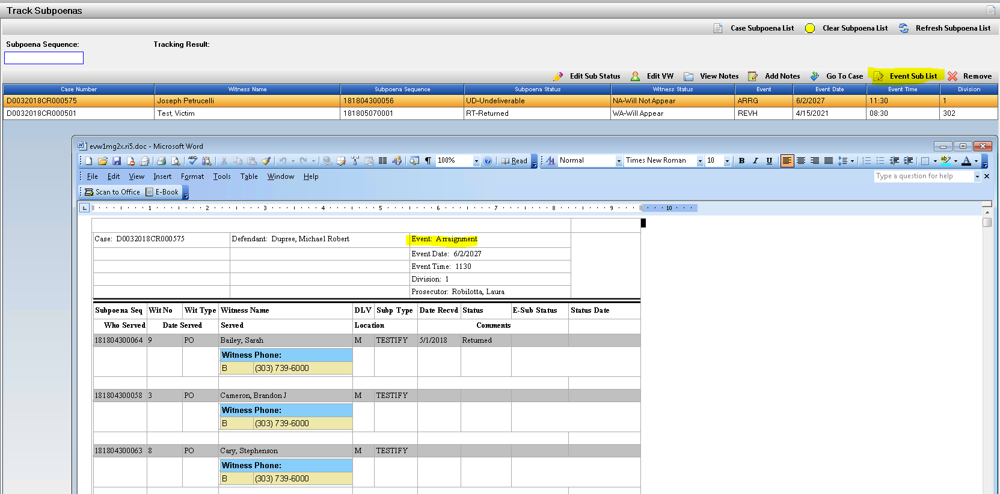 Track Subpoenas
Case Subpoena List Clear Subpoena List Refresh Subpoena List
Subpoena Sequence: Tracking Result:
Edit Sub Status Edit VW View Notes Add Notes Go To Case Event Sub List Remove
Case Number Witness Name Subpoena Sequence Subpoena Status Witness Status Event Event Date Event Time Division
D0032018CR000575 Joseph Petrucelli 181804300056 UD-Undeliverable NA-Will Not Appear ARRG 6/2/2027 11:30 1
D0032018CR000501 Test, Victim 181805070001 RT-Returned WA-Will Appear REVH 4/15/2021 08:30 302
evw1mg2x.ri5.doc - Microsoft Word
100% Read Normal Times New Roman 10 B I U
File Edit View Insert Format Tools Table Window Help Type a question for help
Scan to Office E-Book
1 2 3 4 5 6 7 8 9 10
Case: D0032018CR000575 Defendant: Dupree, Michael Robert Event: Arraignment
Event Date: 6/2/2027
Event Time: 1130
Division: 1
Prosecutor: Robilotta, Laura
Subpoena Seq Wit No Wit Type Witness Name DLV Subp Type Date Recvd Status E-Sub Status Status Date
Who Served Date Served Served Location Comments
181804300064 9 PO Bailey, Sarah M TESTIFY 5/1/2018 Returned
Witness Phone:
B (303) 739-6000
181804300058 3 PO Cameron, Brandon J M TESTIFY
Witness Phone:
B (303) 739-6000
181804300063 8 PO Cary, Stephenson M TESTIFY
Witness Phone:
B (303) 739-6000